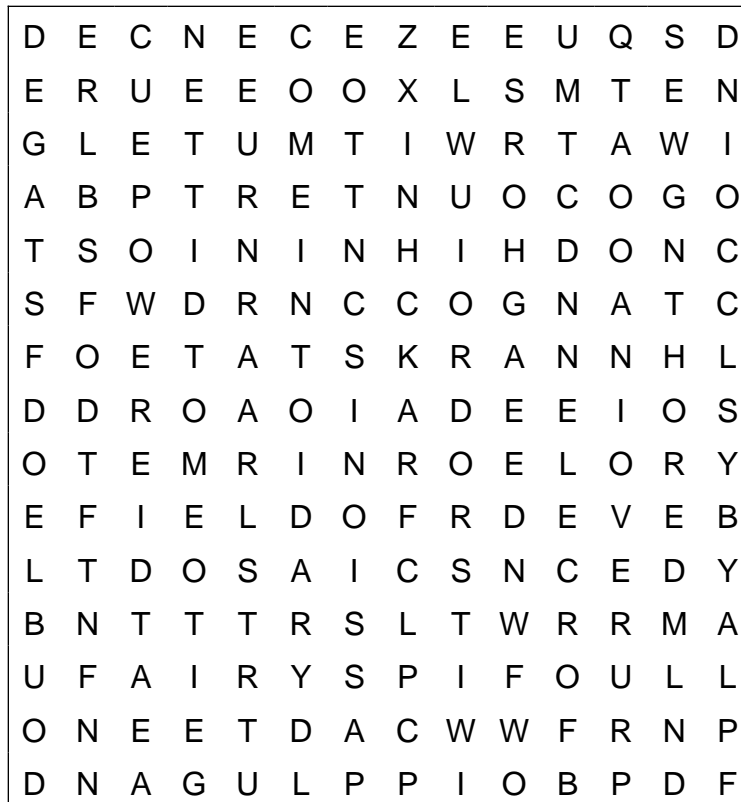 D E C N E C E Z E E U Q S D
E R U E E O O X L S M T E N
G L E T U M T I W R T A W I
A B P T R E T N U O C O G O
T S O I N I N H I H D O N C
S F W D R N C C O G N A T C
F O E T A T S K R A N N H L
D D R O A O I A D E E I O S
O T E M R I N R O E L O R Y
E F I E L D O F R D E V E B
L T D O S A I C S N C E D Y
B N T T T R S L T W R R M A
U F A I R Y S P I F O U L L
O N E E T D A C W W F R N P
D N A G U L P P I O B P D F